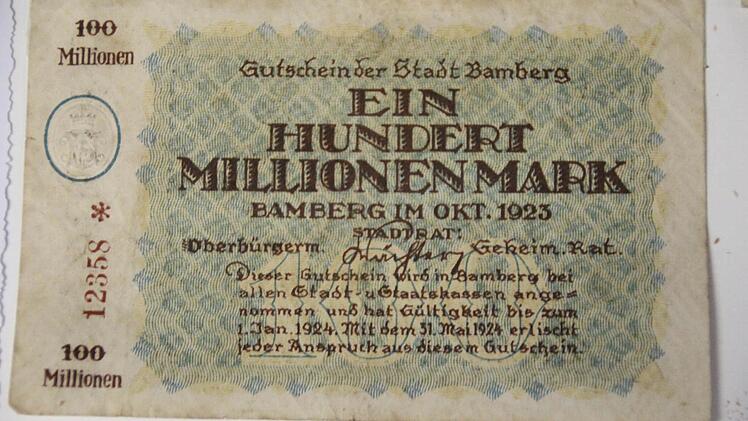 100
Millionen
Gutschein der Stadt Bamberg
EIN
HUNDERT
MILLIONEN MARK
BAMBERG IM OKT. 1923
STADTRAT:
Oberbürgerm. Geheim. Rat.
Dieser Gutschein wird in Bamberg bei
allen Stadt- u Staatskassen ange=
nommen und hat Gültigkeit bis zum
1. Jan. 1924. Mit dem 31. Mai 1924 erlischt
jeder Anspruch aus diesem Gutschein.
12358 *
100
Millionen
100